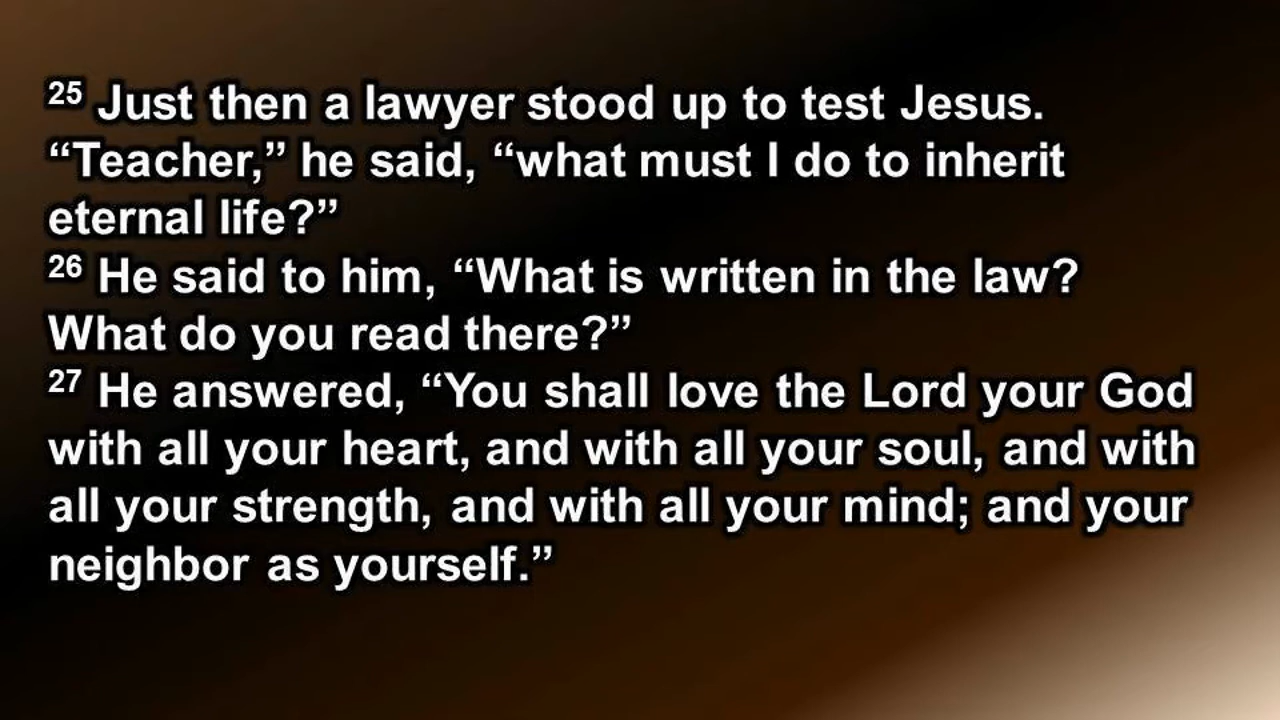 25 Just then a lawyer stood up to test Jesus.
“Teacher,” he said, “what must I do to inherit
eternal life?”
26 He said to him, “What is written in the law?
What do you read there?”
27 He answered, “You shall love the Lord your God
with all your heart, and with all your soul, and with
all your strength, and with all your mind; and your
neighbor as yourself.”